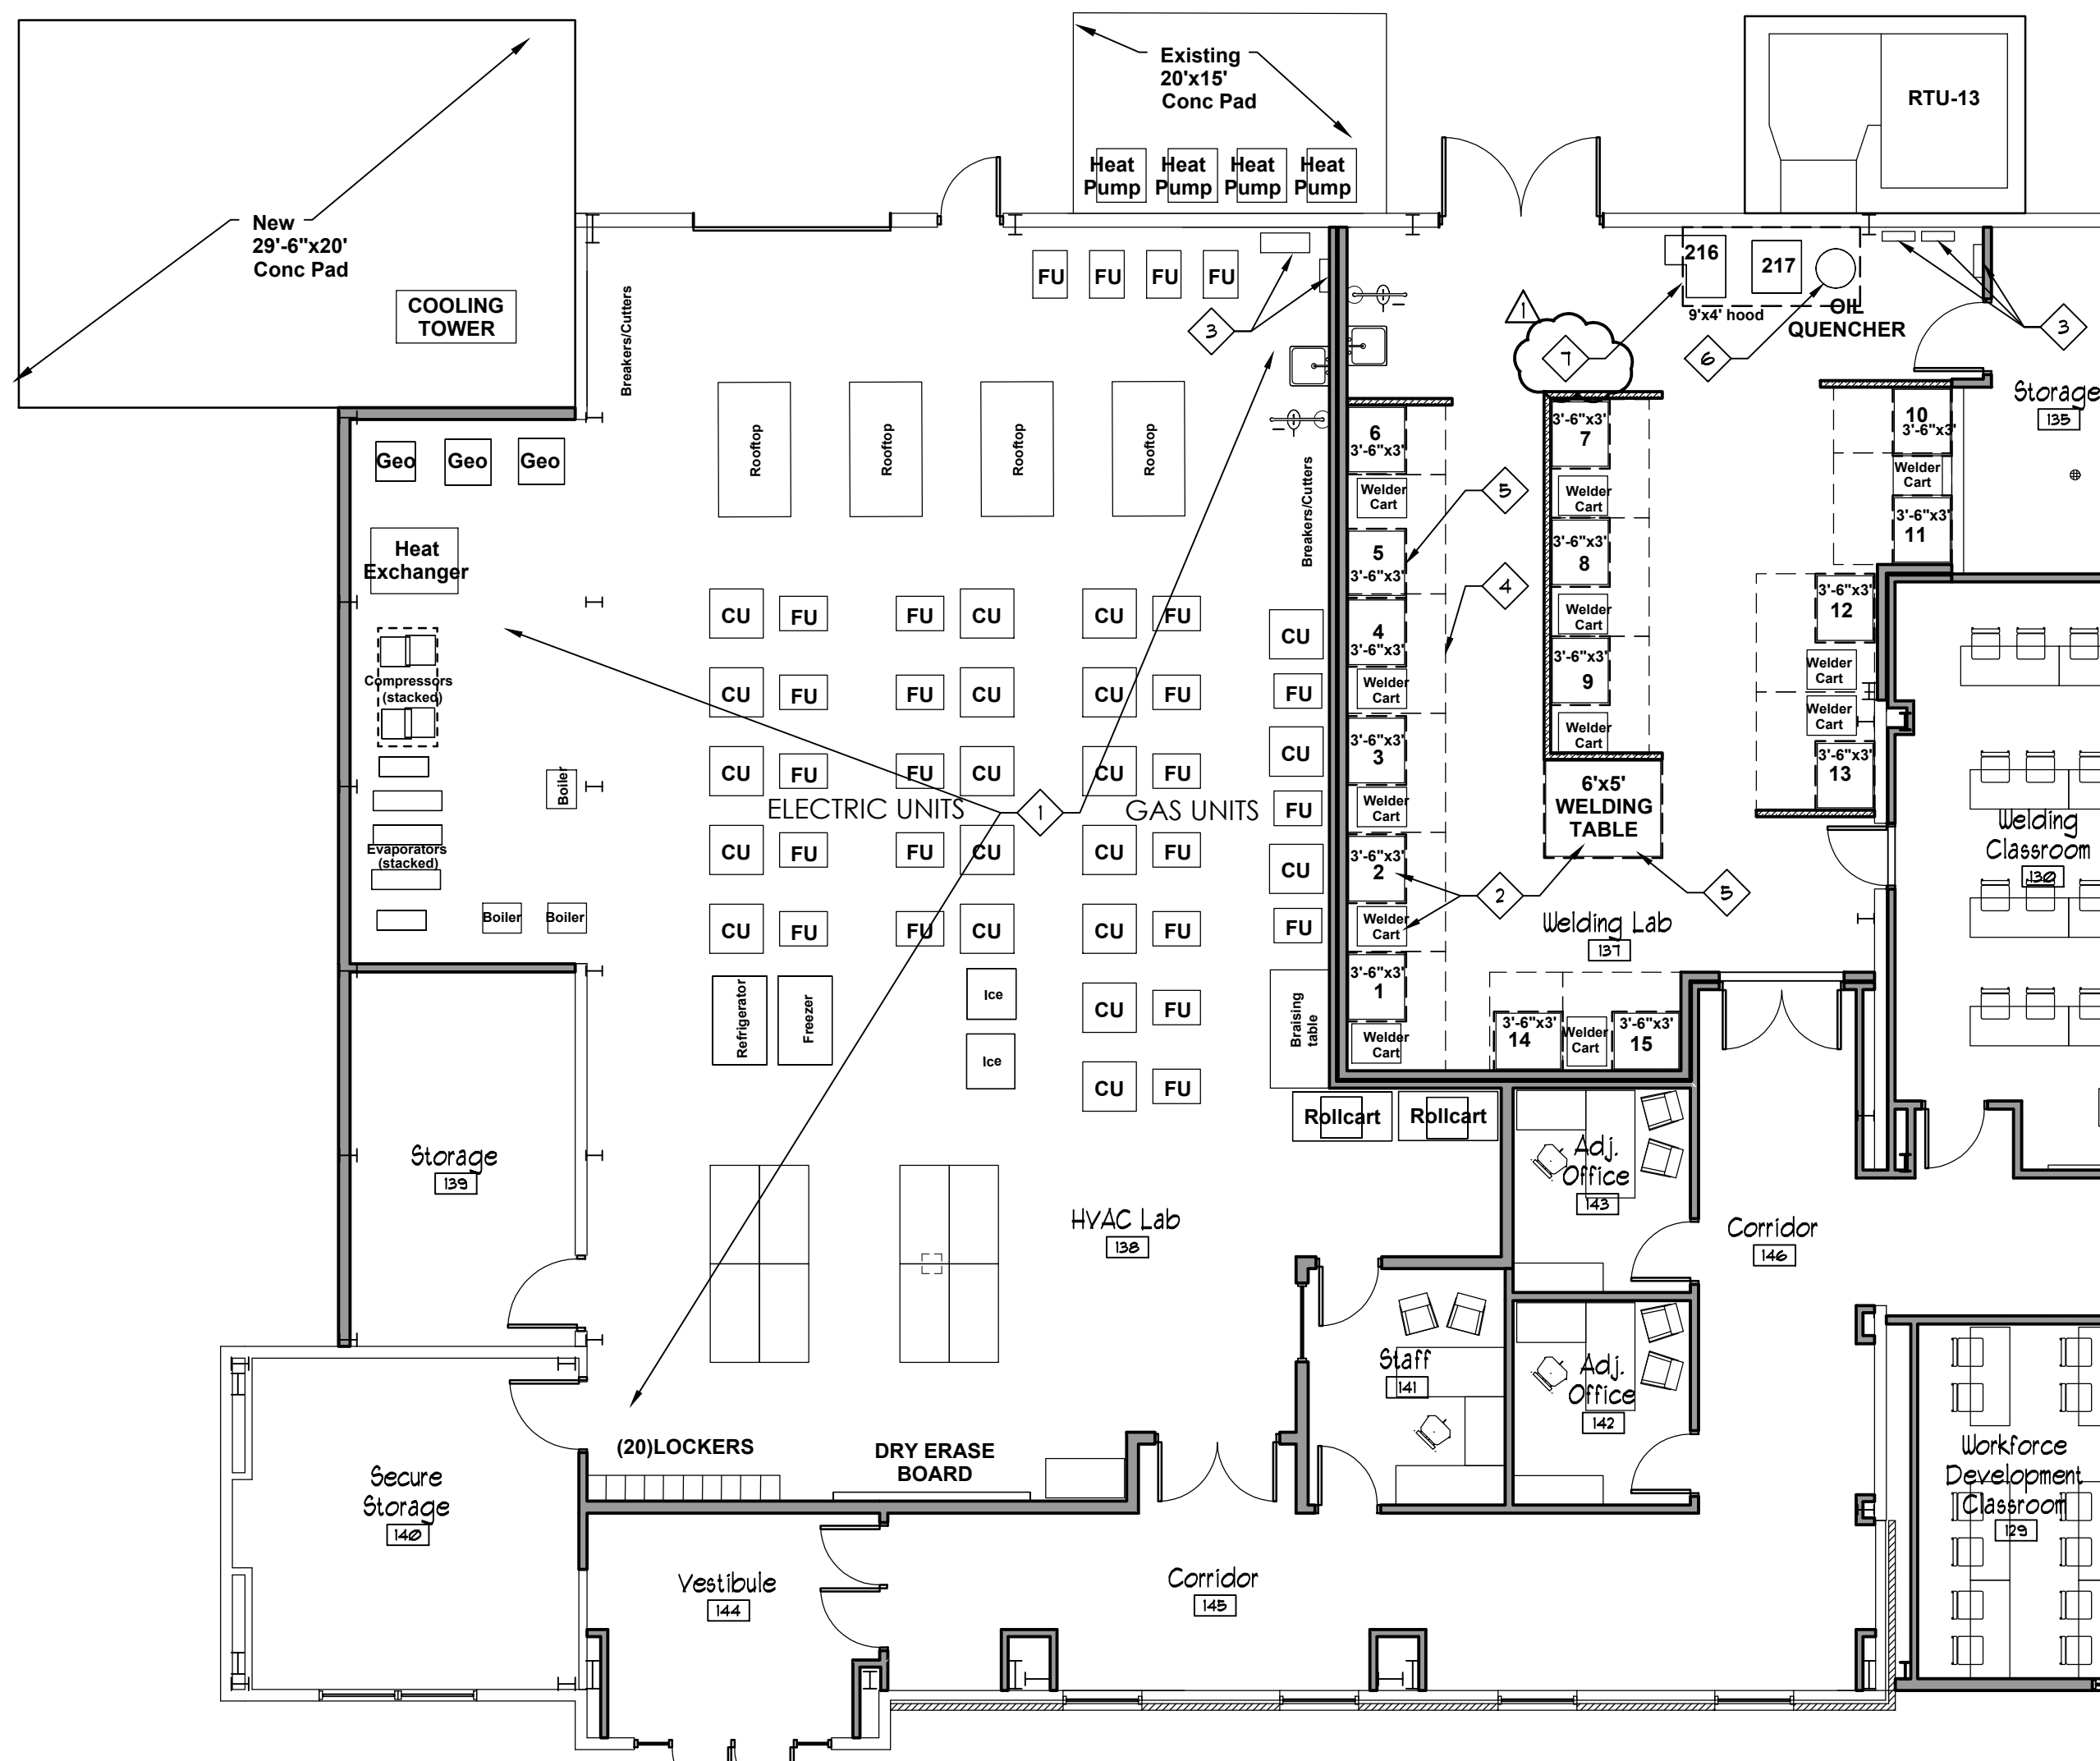 Existing
20'x15'
Conc Pad
RTU-13
New
29'-6"x20'
Conc Pad
Heat Pump
Heat Pump
Heat Pump
Heat Pump
COOLING
TOWER
Breakers/Cutters
FU FU FU FU
3
216
217
9'x4' hood
OIL
QUENCHER
1
7
6
3
Storage
135
Geo Geo Geo
Rooftop Rooftop Rooftop Rooftop
Breakers/Cutters
Heat
Exchanger
Compressors
(stacked)
Boiler
Evaporators
(stacked)
Boiler Boiler
CU FU FU CU CU FU
CU FU FU CU CU FU
CU FU FU CU CU FU
ELECTRIC UNITS
1
GAS UNITS
CU FU FU CU CU FU
CU FU FU CU CU FU
CU FU
CU FU
CU
FU
CU
FU
CU
FU
Refrigerator
Freezer
Ice
Ice
Braising
table
6
3'-6"x3'
Welder
Cart
5
3'-6"x3'
4
3'-6"x3'
Welder
Cart
3'-6"x3'
3
Welder
Cart
3'-6"x3'
2
Welder
Cart
3'-6"x3'
1
Welder
Cart
5
4
2
3'-6"x3'
7
Welder
Cart
3'-6"x3'
8
Welder
Cart
3'-6"x3'
9
Welder
Cart
6'x5'
WELDING
TABLE
5
10
3'-6"x3'
Welder
Cart
3'-6"x3'
11
3'-6"x3'
12
Welder
Cart
Welder
Cart
3'-6"x3'
13
Welding Lab
137
3'-6"x3'
14
Welder
Cart
3'-6"x3'
15
Welding
Classroom
130
Rollcart Rollcart
Storage
139
HVAC Lab
138
Adj.
Office
143
Corridor
146
Staff
141
Adj.
Office
142
Secure
Storage
140
(20)LOCKERS
DRY ERASE
BOARD
Workforce
Development
Classroom
129
Vestibule
144
Corridor
145